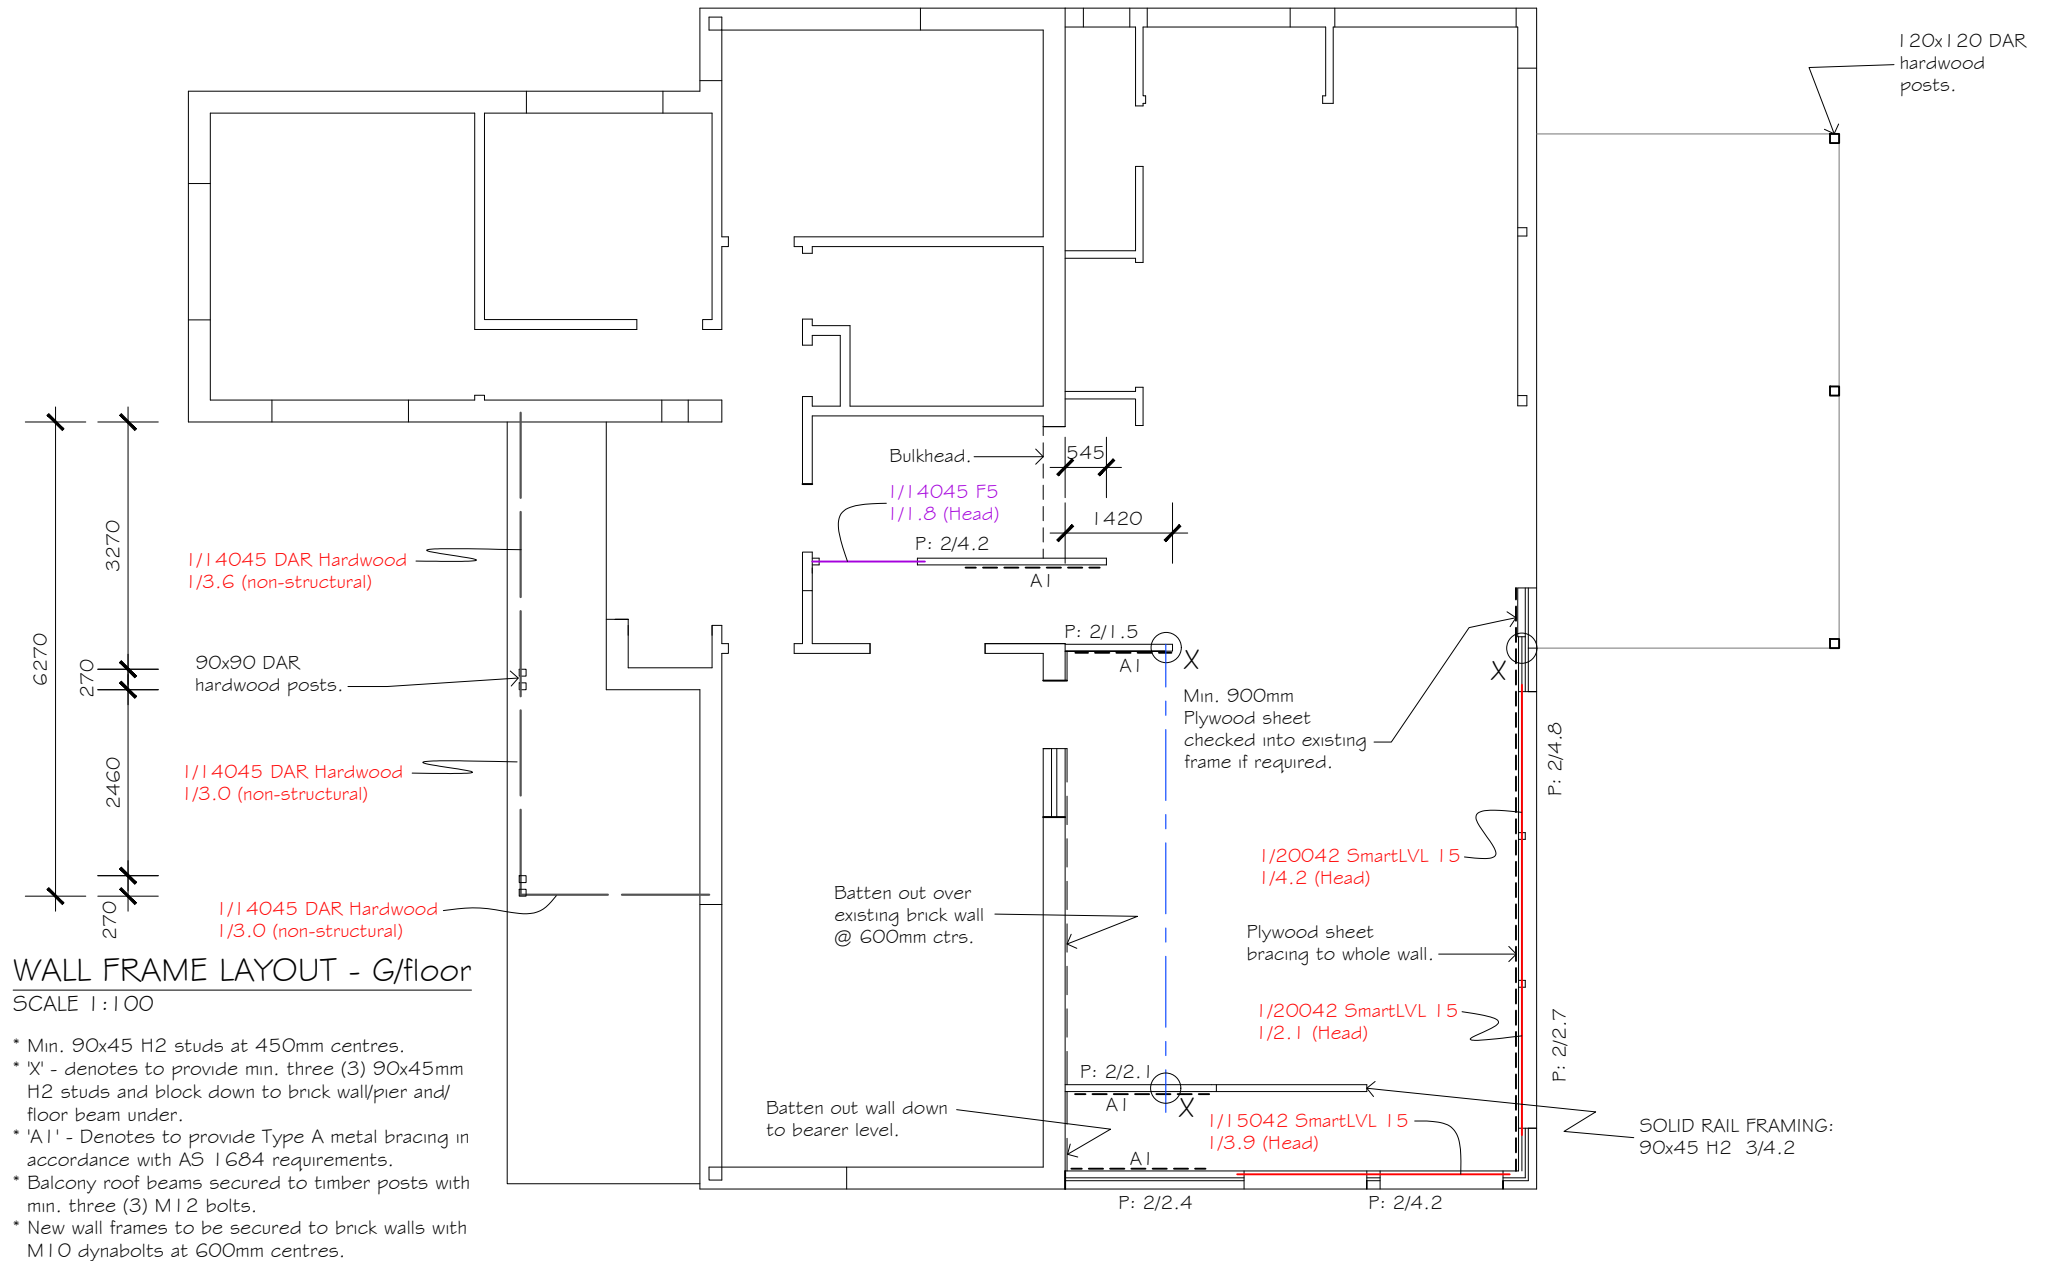 120x120 DAR
hardwood
posts.
Bulkhead.
545
1/14045 F5
1/1.8 (Head)
1420
P: 2/4.2
A1
3270
1/14045 DAR Hardwood
1/3.6 (non-structural)
6270
270
90x90 DAR
hardwood posts.
P: 2/1.5
A1
X
X
Min. 900mm
Plywood sheet
checked into existing
frame if required.
P: 2/4.8
2460
1/14045 DAR Hardwood
1/3.0 (non-structural)
1/20042 SmartLVL 15
1/4.2 (Head)
270
1/14045 DAR Hardwood
1/3.0 (non-structural)
Batten out over
existing brick wall
@ 600mm ctrs.
Plywood sheet
bracing to whole wall.
1/20042 SmartLVL 15
1/2.1 (Head)
P: 2/2.7
P: 2/2.1
A1
X
Batten out wall down
to bearer level.
1/15042 SmartLVL 15
1/3.9 (Head)
SOLID RAIL FRAMING:
90x45 H2 3/4.2
A1
P: 2/2.4
P: 2/4.2
WALL FRAME LAYOUT - G/floor
SCALE 1:100
* Min. 90x45 H2 studs at 450mm centres.
* 'X' - denotes to provide min. three (3) 90x45mm
H2 studs and block down to brick wall/pier and/
floor beam under.
* 'A1' - Denotes to provide Type A metal bracing in
accordance with AS 1684 requirements.
* Balcony roof beams secured to timber posts with
min. three (3) M12 bolts.
* New wall frames to be secured to brick walls with
M10 dynabolts at 600mm centres.